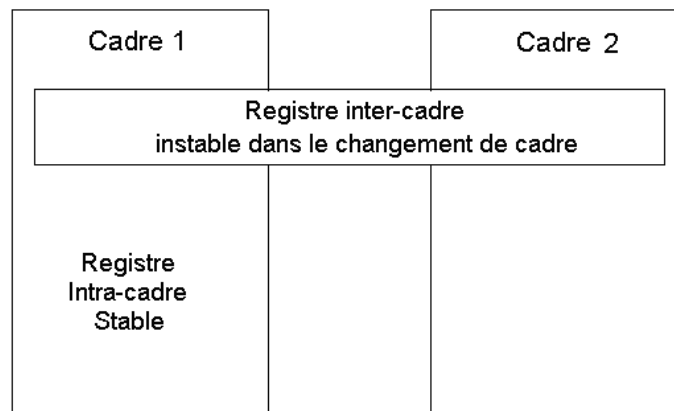 Cadre 1
Cadre 2
Registre inter-cadre
instable dans le changement de cadre
Registre
Intra-cadre
Stable